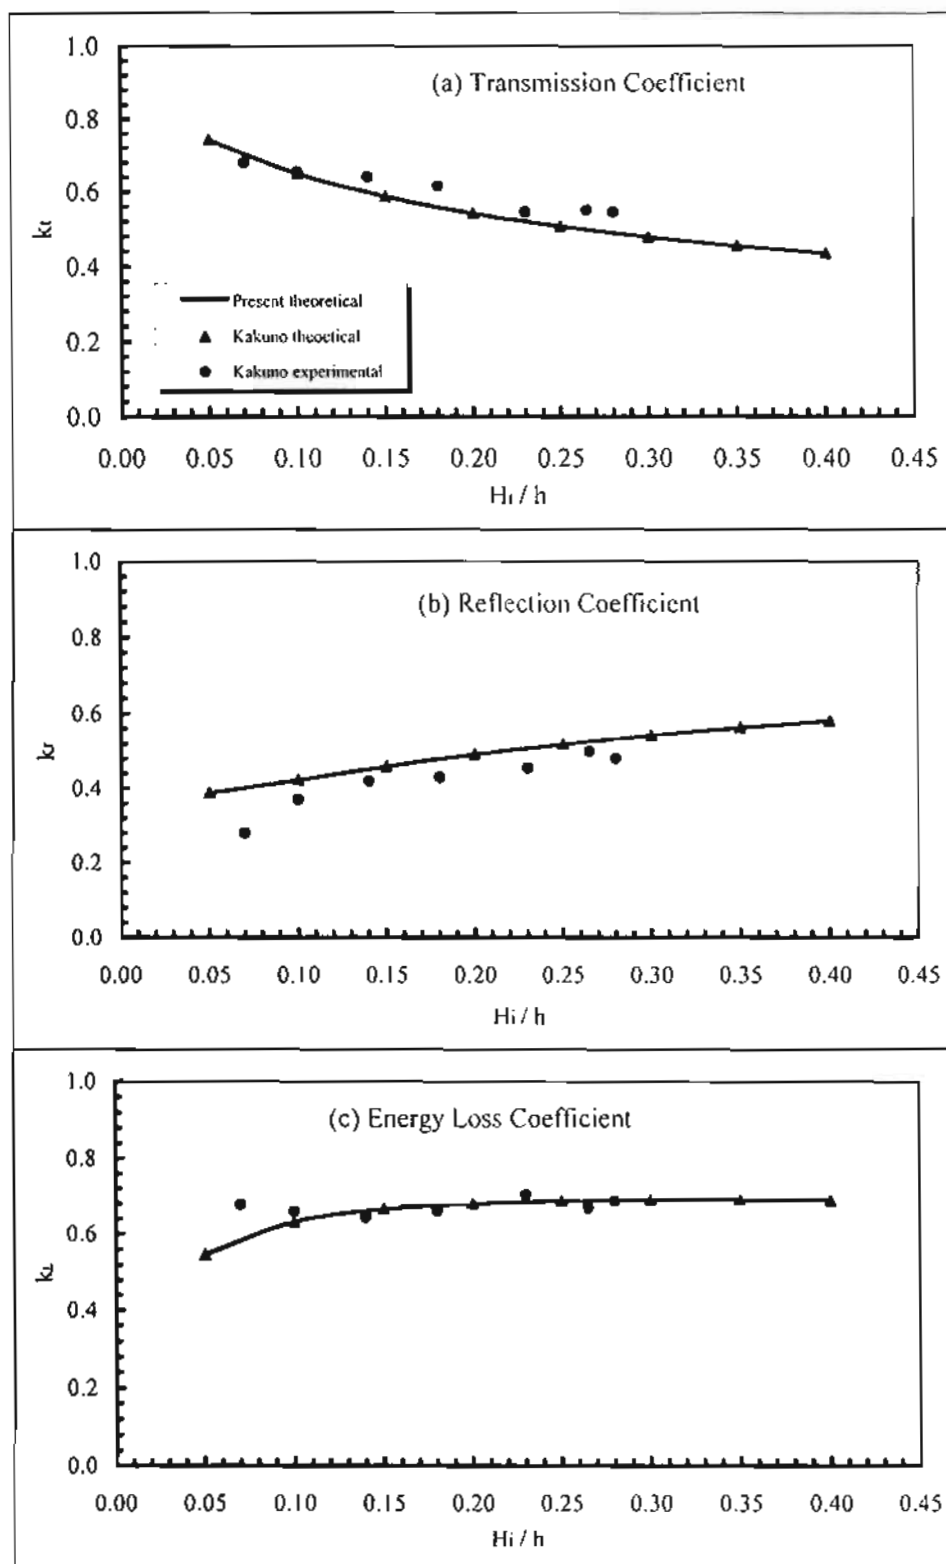 1.0
(a) Transmission Coefficient
0.8
0.6
kt
0.4
Present theoretical
Kakuno theoetical
0.2
Kakuno experimental
0.0
0.00 0.05 0.10 0.15 0.20 0.25 0.30 0.35 0.40 0.45
Hi / h
1.0
(b) Reflection Coefficient
0.8
0.6
kr
0.4
0.2
0.0
0.00 0.05 0.10 0.15 0.20 0.25 0.30 0.35 0.40 0.45
Hi / h
1.0
(c) Energy Loss Coefficient
0.8
0.6
kL
0.4
0.2
0.0
0.00 0.05 0.10 0.15 0.20 0.25 0.30 0.35 0.40 0.45
Hi / h